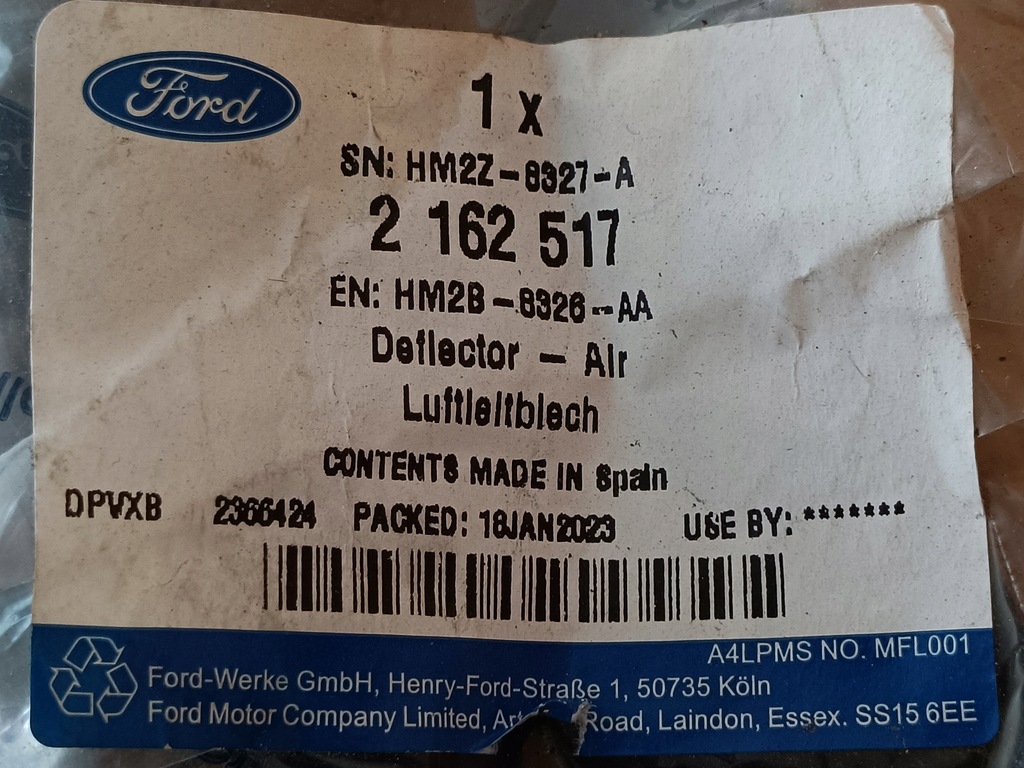 Ford
1 x
SN: HM2Z-8327-A
2 162 517
EN: HM2B-8326-AA
Deflector - Air
Luftleitblech
CONTENTS MADE IN Spain
DPVXB 2366424 PACKED: 18JAN2023 USE BY: *******
A4LPMS NO. MFL001
Ford-Werke GmbH, Henry-Ford-Straße 1, 50735 Köln
Ford Motor Company Limited, Road, Laindon, Essex. SS15 6EE